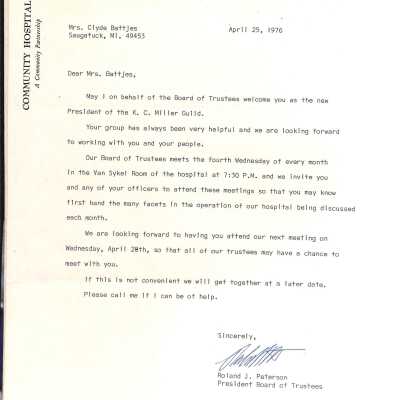 COMMUNITY HOSPITAL
A Community Partnership
Mrs. Clyde Battjes
Saugatuck, MI. 49453
April 25, 1976
Dear Mrs. Battjes,
May I on behalf of the Board of Trustees welcome you as the new
President of the K. C. Miller Guild.
Your group has always been very helpful and we are looking forward
to working with you and your people.
Our Board of Trustees meets the fourth Wednesday of every month
in the Van Sykel Room of the hospital at 7:30 P.M. and we invite you
and any of your officers to attend these meetings so that you may know
first hand the many facets in the operation of our hospital being discussed
each month.
We are looking forward to having you attend our next meeting on
Wednesday, April 28th, so that all of our trustees may have a chance to
meet with you.
If this is not convenient we will get together at a later date.
Please call me if I can be of help.
Sincerely,
Roland J. Peterson
President Board of Trustees